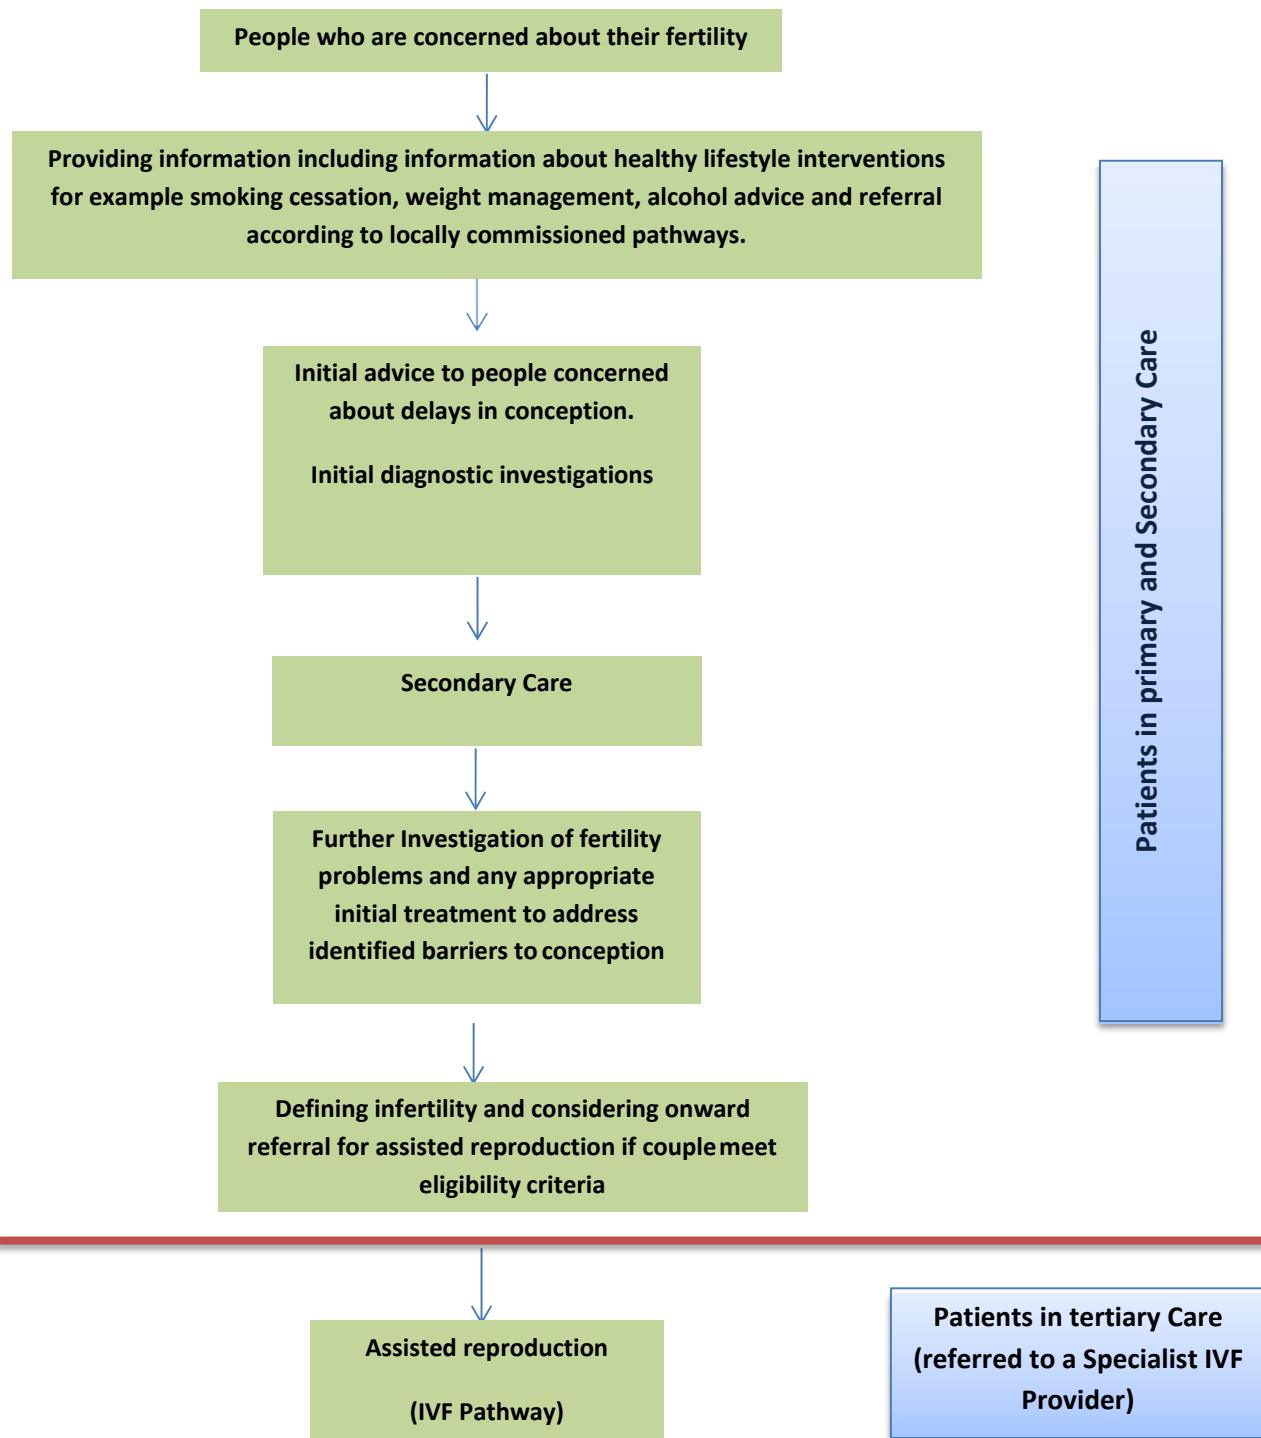 People who are concerned about their fertility
Providing information including information about healthy lifestyle interventions
for example smoking cessation, weight management, alcohol advice and referral
according to locally commissioned pathways.
Initial advice to people concerned
about delays in conception.
Initial diagnostic investigations
Secondary Care
Further Investigation of fertility
problems and any appropriate
initial treatment to address
identified barriers to conception
Defining infertility and considering onward
referral for assisted reproduction if couple meet
eligibility criteria
Patients in primary and Secondary Care
Assisted reproduction
(IVF Pathway)
Patients in tertiary Care
(referred to a Specialist IVF
Provider)